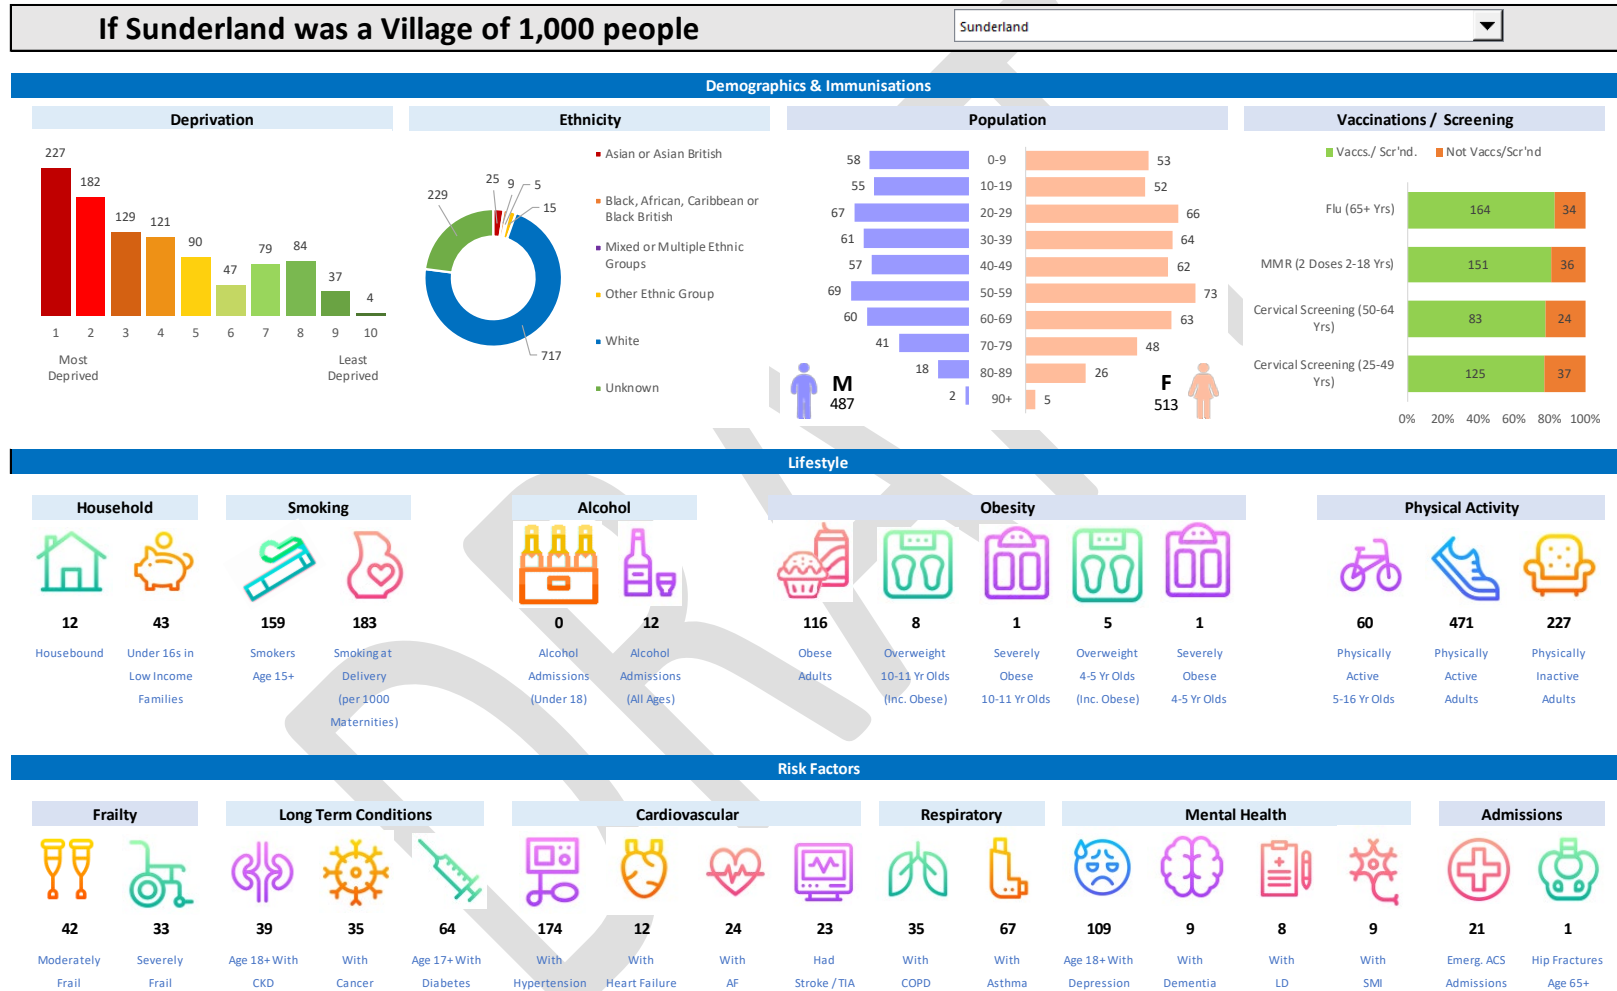 If Sunderland was a Village of 1,000 people
Sunderland
Demographics & Immunisations
Deprivation
227
182
129
121
90
47
79
84
37
4
1 2 3 4 5 6 7 8 9 10
Most
Deprived
Least
Deprived
Ethnicity
229
25
9
5
15
717
Asian or Asian British
Black, African, Caribbean or
Black British
Mixed or Multiple Ethnic
Groups
Other Ethnic Group
White
Unknown
Population
58 0-9 53
55 10-19 52
67 20-29 66
61 30-39 64
57 40-49 62
69 50-59 73
60 60-69 63
41 70-79 48
18 80-89 26
2 90+ 5
M
487
F
513
Vaccinations / Screening
Vaccs./ Scr'nd. Not Vaccs/Scr'nd
Flu (65+ Yrs) 164 34
MMR (2 Doses 2-18 Yrs) 151 36
Cervical Screening (50-64
Yrs)
83 24
Cervical Screening (25-49
Yrs)
125 37
0% 20% 40% 60% 80% 100%
Lifestyle
Household
12
Housebound
43
Under 16s in
Low Income
Families
Smoking
159
Smokers
Age 15+
183
Smoking at
Delivery
(per 1000
Maternities)
Alcohol
0
Alcohol
Admissions
(Under 18)
12
Alcohol
Admissions
(All Ages)
Obesity
116
Obese
Adults
8
Overweight
10-11 Yr Olds
(Inc. Obese)
1
Severely
Obese
10-11 Yr Olds
5
Overweight
4-5 Yr Olds
(Inc. Obese)
1
Severely
Obese
4-5 Yr Olds
Physical Activity
60
Physically
Active
5-16 Yr Olds
471
Physically
Active
Adults
227
Physically
Inactive
Adults
Risk Factors
Frailty
42
Moderately
Frail
33
Severely
Frail
Long Term Conditions
39
Age 18+ With
CKD
35
With
Cancer
64
Age 17+ With
Diabetes
Cardiovascular
174
With
Hypertension
12
With
Heart Failure
24
With
AF
23
Had
Stroke / TIA
Respiratory
35
With
COPD
67
With
Asthma
Mental Health
109
Age 18+ With
Depression
9
With
Dementia
8
With
LD
9
With
SMI
Admissions
21
Emerg. ACS
Admissions
1
Hip Fractures
Age 65+
DRAFT